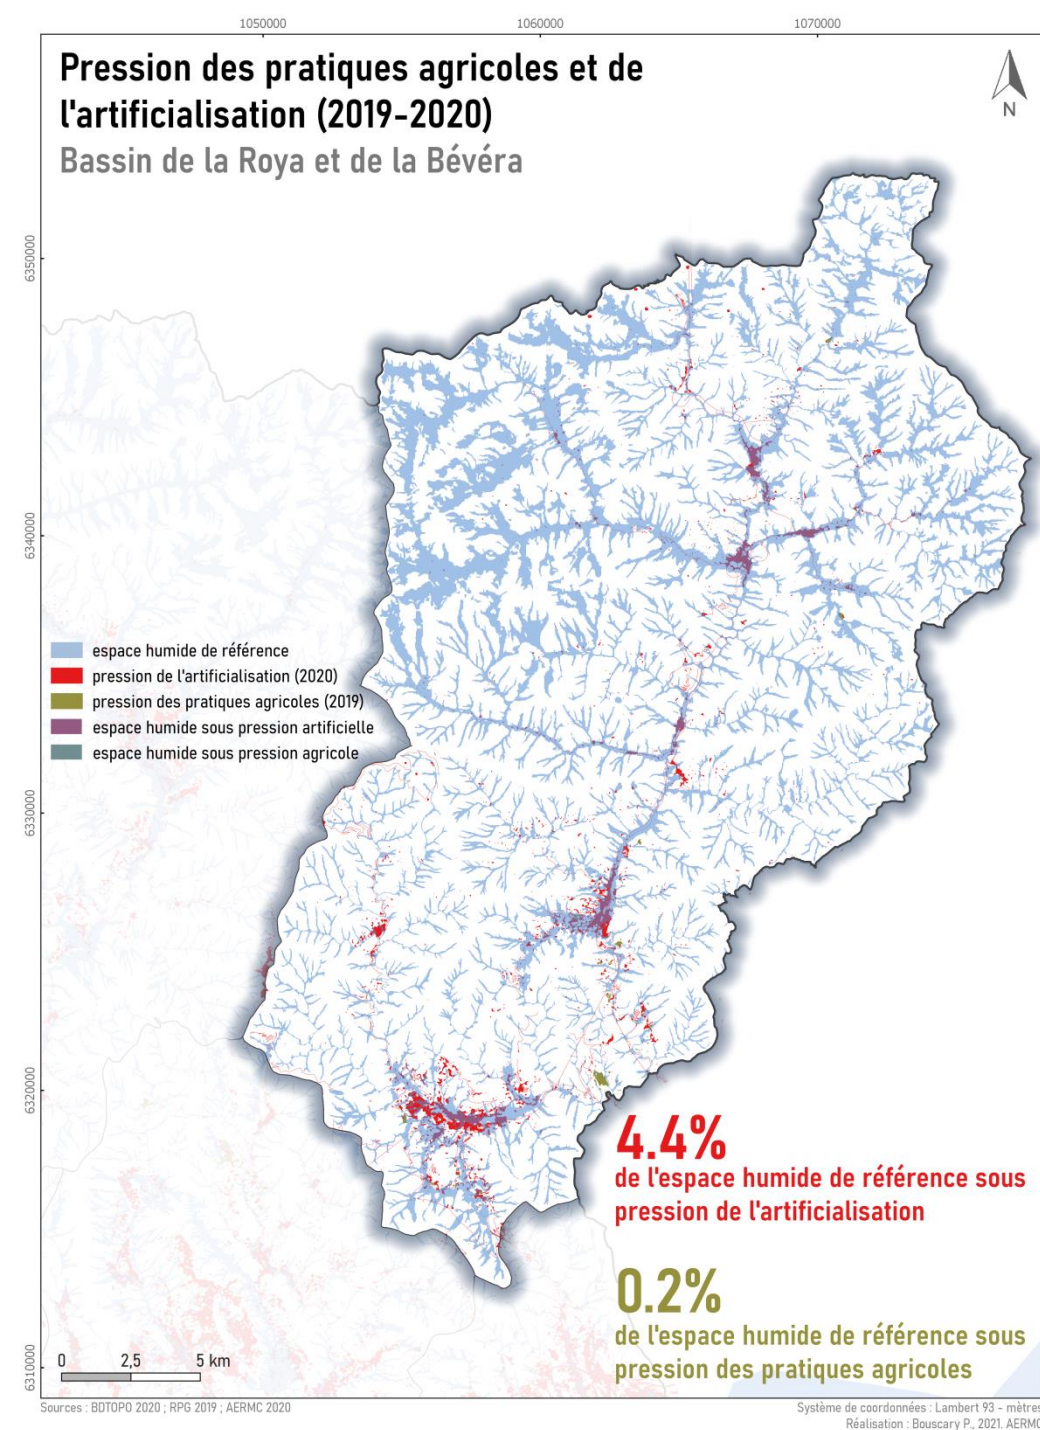 1050000
1060000
1070000
Pression des pratiques agricoles et de
l'artificialisation (2019-2020)
Bassin de la Roya et de la Bévéra
N
6350000
6340000
6330000
6320000
6310000
espace humide de référence
pression de l'artificialisation (2020)
pression des pratiques agricoles (2019)
espace humide sous pression artificielle
espace humide sous pression agricole
4.4%
de l'espace humide de référence sous
pression de l'artificialisation
0.2%
de l'espace humide de référence sous
pression des pratiques agricoles
0 2,5 5 km
Sources : BDTOPO 2020 ; RPG 2019 ; AERMC 2020
Système de coordonnées : Lambert 93 - mètres
Réalisation : Bouscary P., 2021. AERMC